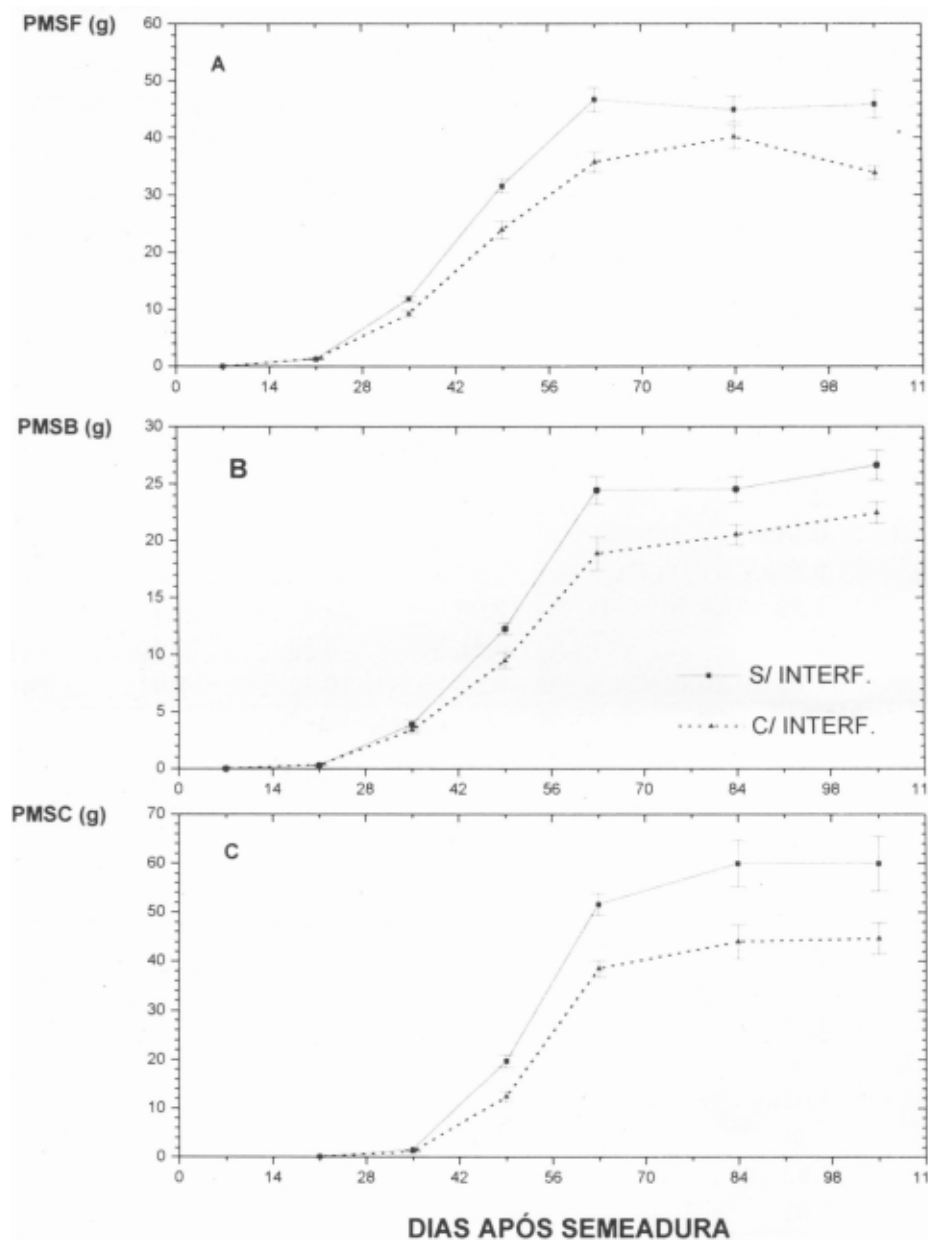 PMSF (g)
60
A
50
40
30
20
10
0
0 14 28 42 56 70 84 98 11
PMSB (g)
30
B
25
20
15
10
5
0
S/ INTERF.
C/ INTERF.
0 14 28 42 56 70 84 98 11
PMSC (g)
70
C
60
50
40
30
20
10
0
0 14 28 42 56 70 84 98 11
DIAS APÓS SEMEADURA